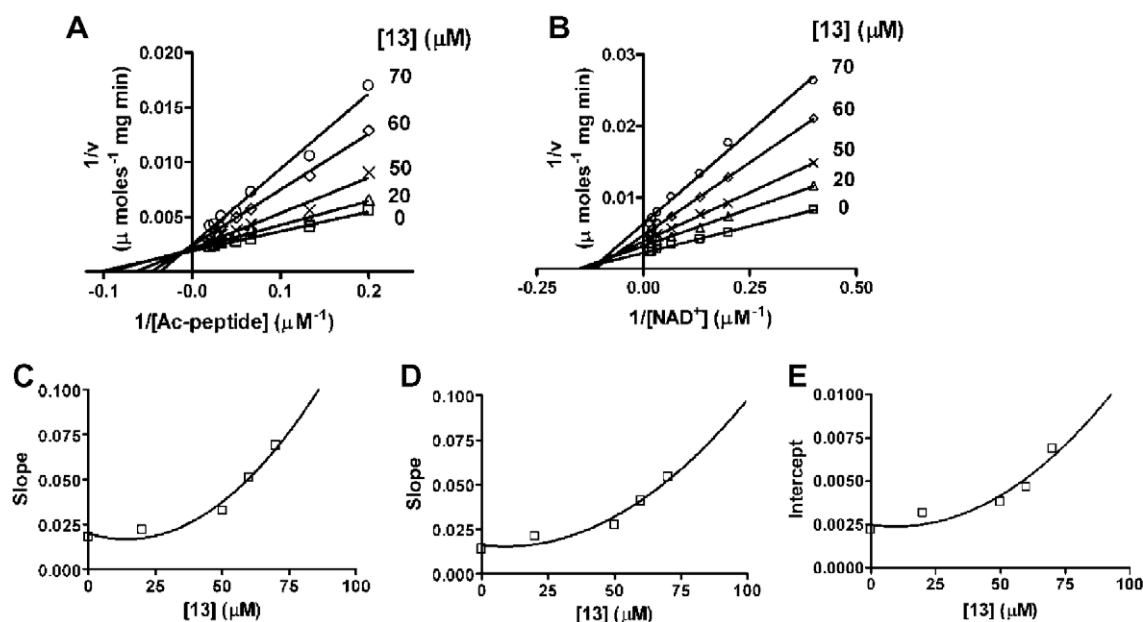 A
[13] (μM)
0.020
0.015
0.010
0.005
1/v
(μ moles⁻¹ mg min)
70
60
50
20
0
-0.1
-0.0
0.1
0.2
1/[Ac-peptide] (μM⁻¹)
B
[13] (μM)
0.03
0.02
0.01
1/v
(μ moles⁻¹ mg min)
70
60
50
20
0
-0.25
0.00
0.25
0.50
1/[NAD⁺] (μM⁻¹)
C
0.100
0.075
0.050
0.025
0.000
Slope
0
25
50
75
100
[13] (μM)
D
0.100
0.075
0.050
0.025
0.000
Slope
0
25
50
75
100
[13] (μM)
E
0.0100
0.0075
0.0050
0.0025
0.0000
Intercept
0
25
50
75
100
[13] (μM)